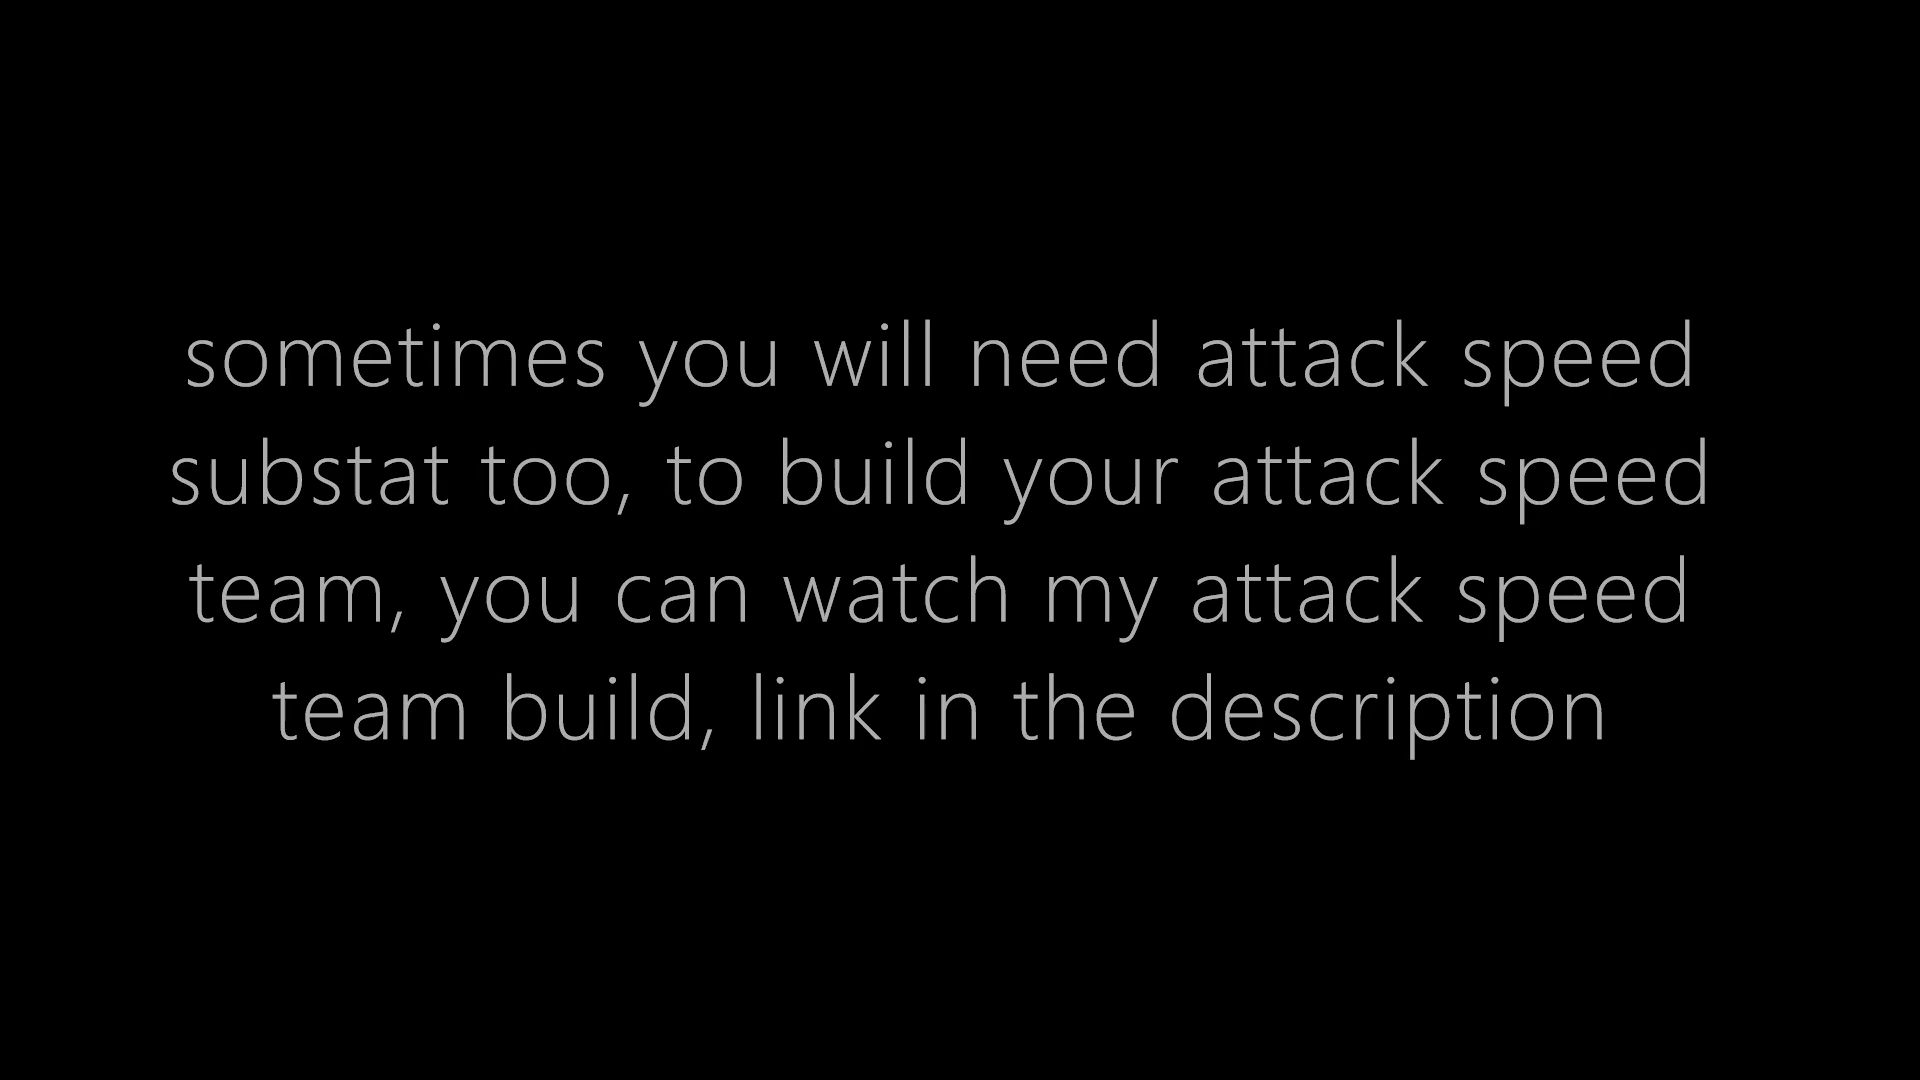 sometimes you will need attack speed
substat too, to build your attack speed
team, you can watch my attack speed
team build, link in the description